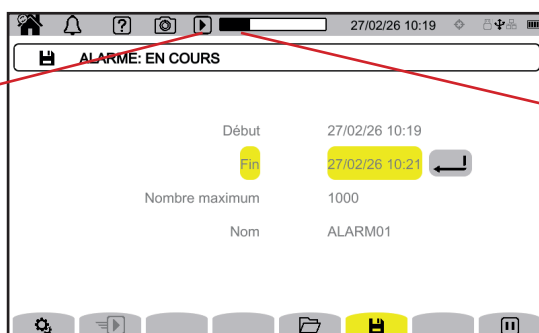 27/02/26 10:19
ALARME: EN COURS
Début 27/02/26 10:19
Fin 27/02/26 10:21
Nombre maximum 1000
Nom ALARM01